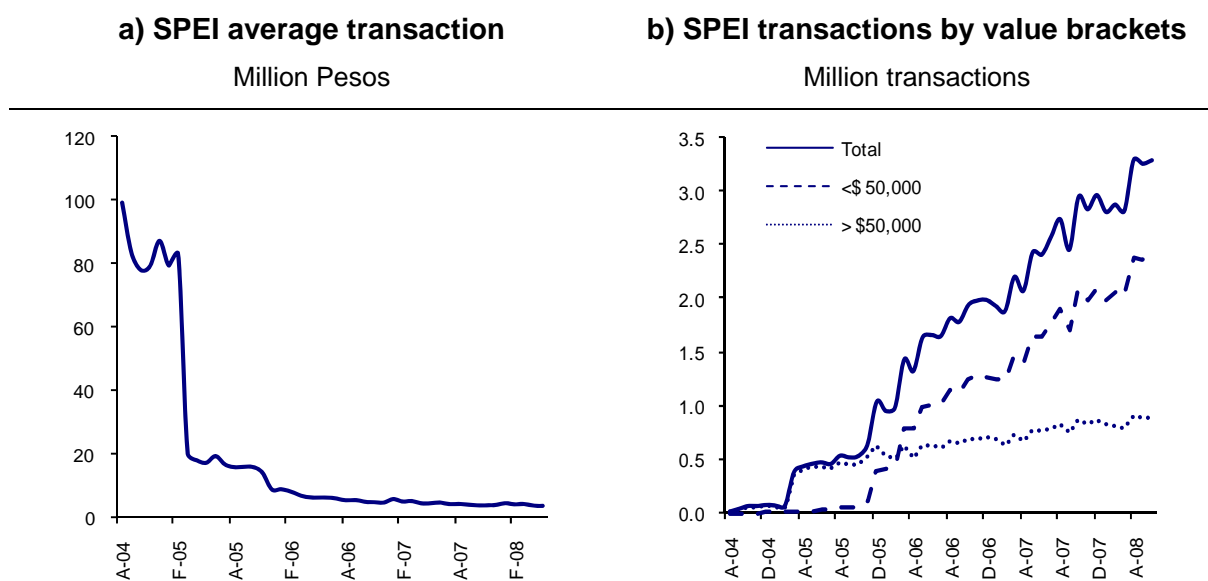 a) SPEI average transaction
Million Pesos
120
100
80
60
40
20
0
A-04
F-05
A-05
F-06
A-06
F-07
A-07
F-08
b) SPEI transactions by value brackets
Million transactions
3.5
3.0
2.5
2.0
1.5
1.0
0.5
0.0
Total
<$ 50,000
> $50,000
A-04
D-04
A-05
A-05
D-05
A-06
A-06
D-06
A-07
A-07
D-07
A-08